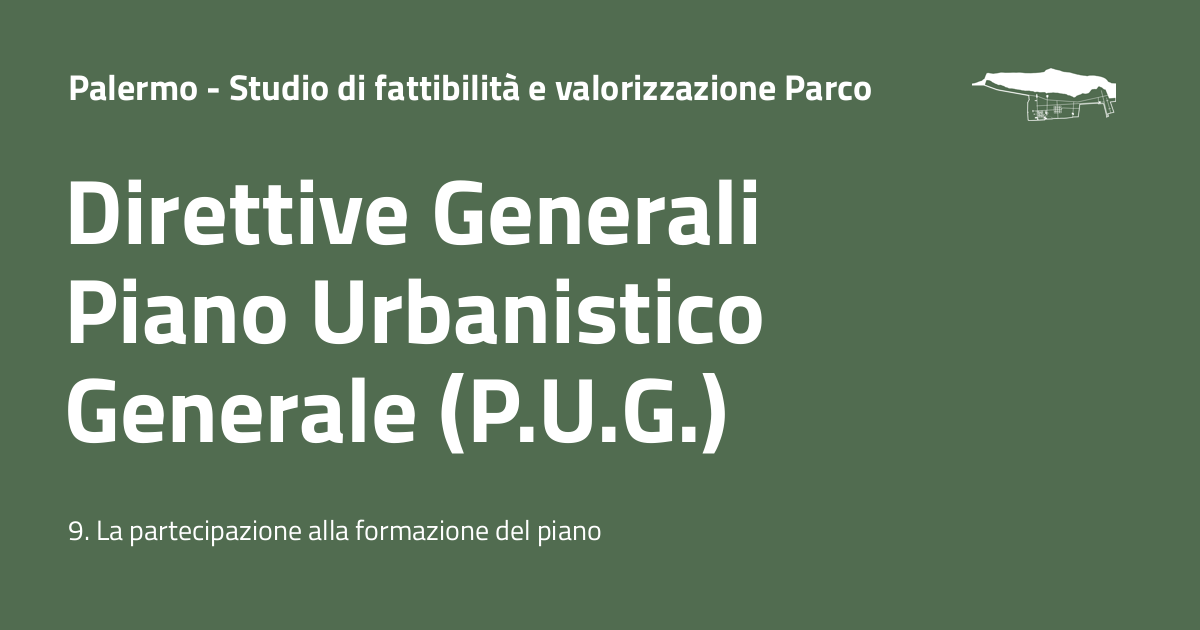 Palermo - Studio di fattibilità e valorizzazione Parco
Direttive Generali
Piano Urbanistico
Generale (P.U.G.)
9. La partecipazione alla formazione del piano